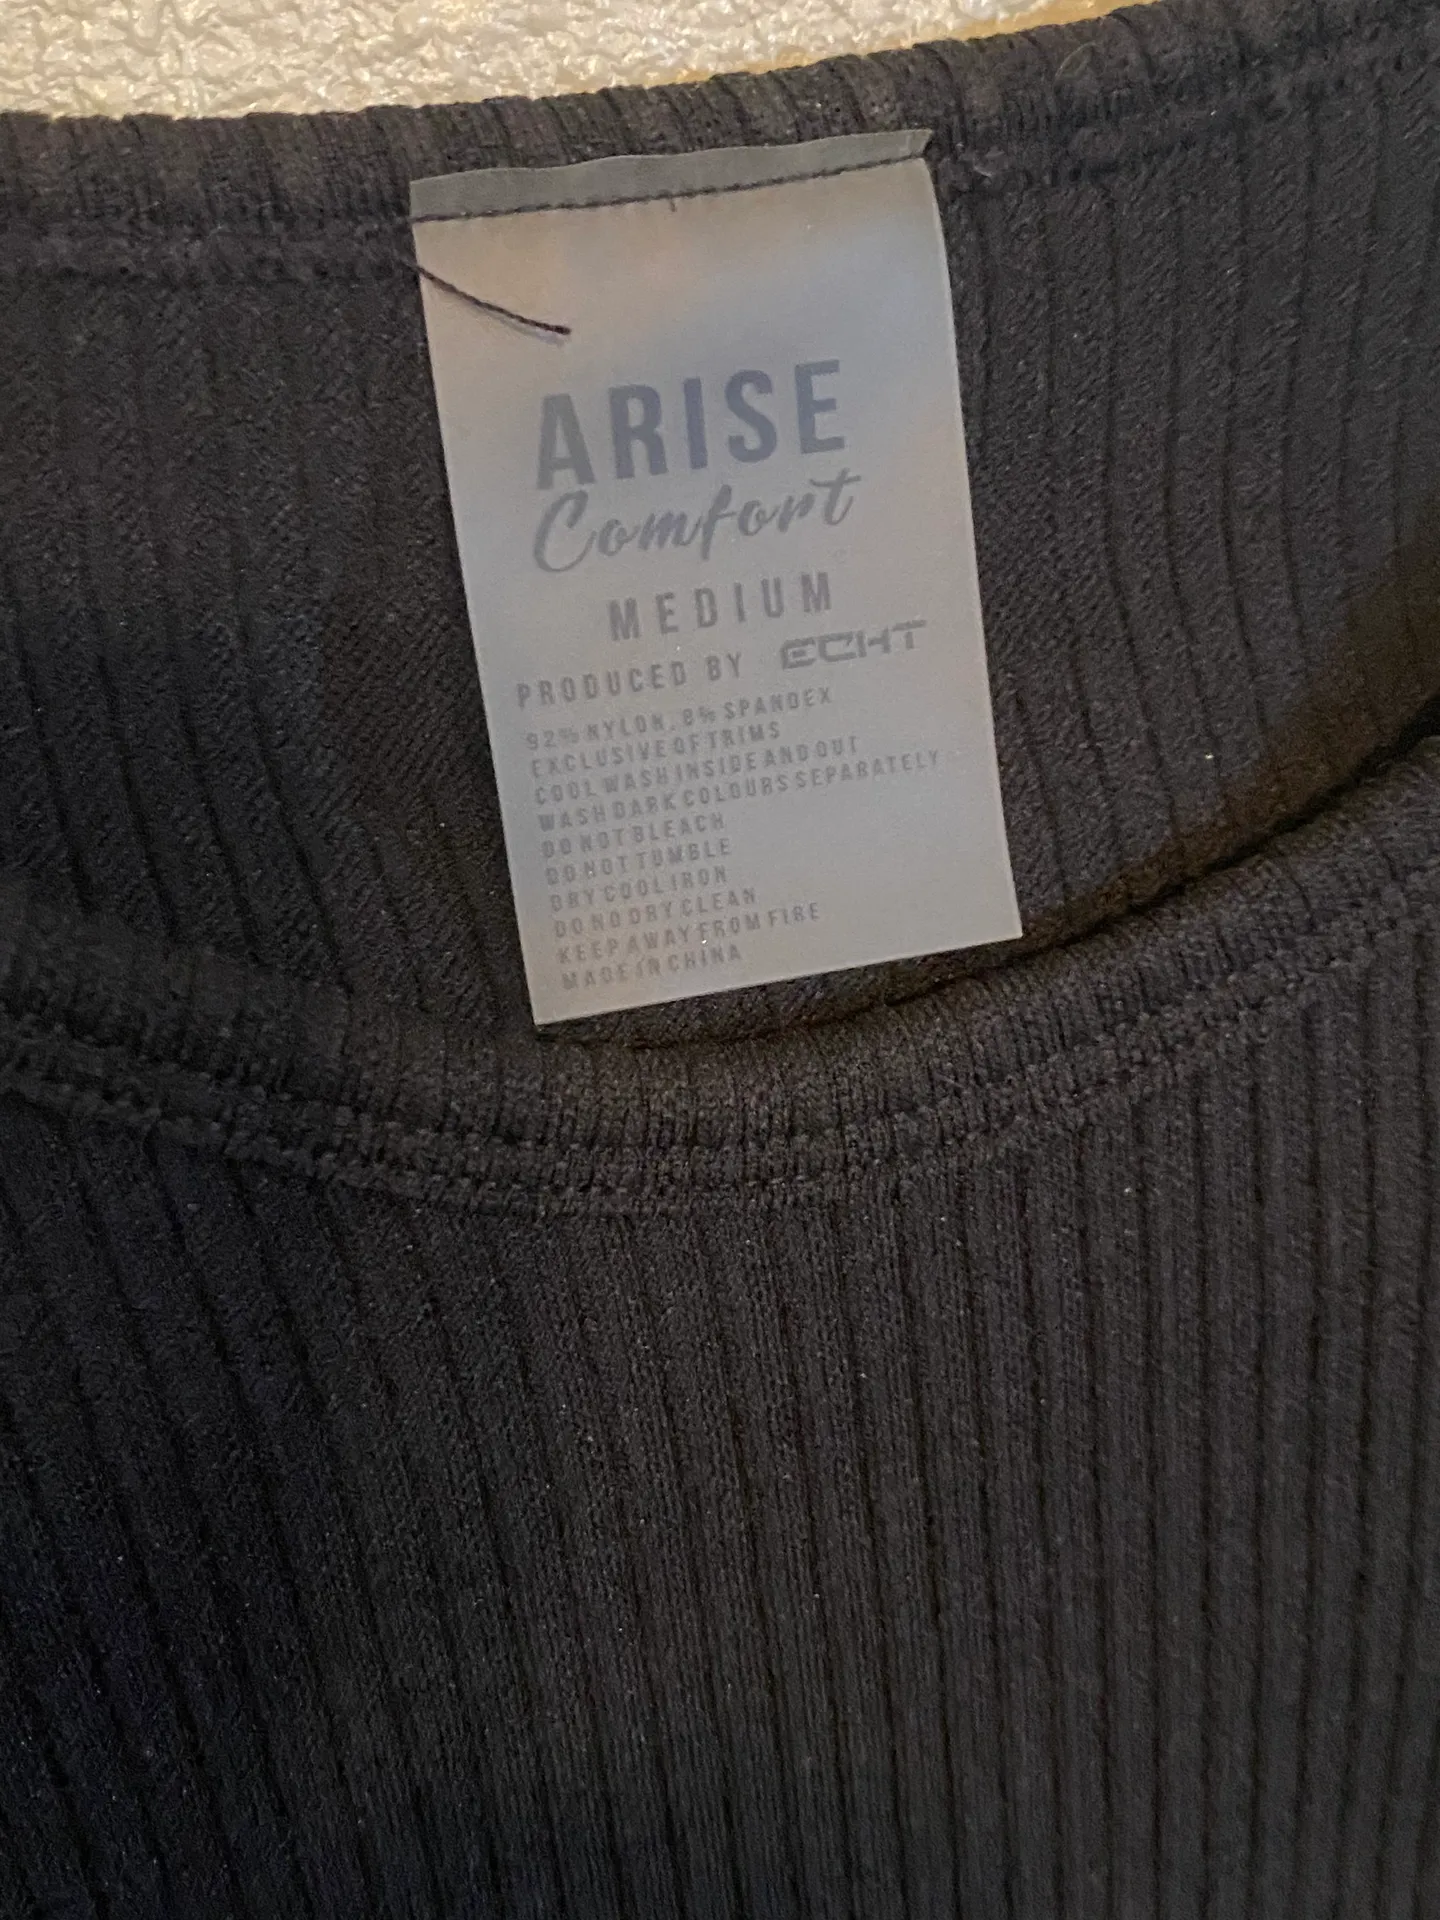 ARISE
Comfort
MEDIUM
PRODUCED BY ECHT
92% NYLON, 8% SPANDEX
EXCLUSIVE OF TRIMS
COOL WASH INSIDE AND OUT
WASH DARK COLOURS SEPARATELY
DO NOT BLEACH
DO NOT TUMBLE
DRY COOL IRON
DO NO DRY CLEAN
KEEP AWAY FROM FIRE
MADE IN CHINA